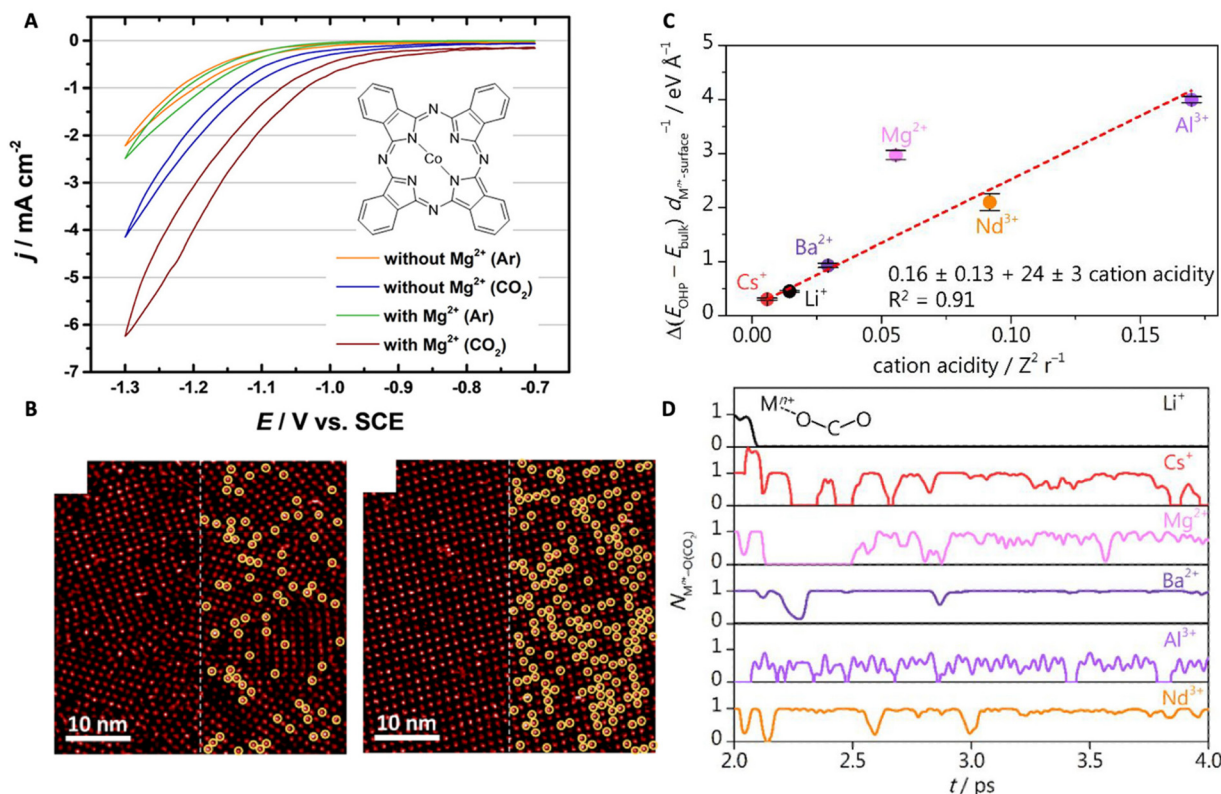 A
0
-1
-2
-3
-4
-5
-6
-7
j / mA cm⁻²
N
N
N
N
Co
N
N
N
N
without Mg²⁺ (Ar)
without Mg²⁺ (CO₂)
with Mg²⁺ (Ar)
with Mg²⁺ (CO₂)
-1.3 -1.2 -1.1 -1.0 -0.9 -0.8 -0.7
E / V vs. SCE
B
10 nm
10 nm
C
5
4
3
2
1
0
Δ(E_OHP − E_bulk) d_Mⁿ⁺-surface⁻¹ / eV Å⁻¹
Mg²⁺
Al³⁺
Nd³⁺
Ba²⁺
Cs⁺
Li⁺
0.16 ± 0.13 + 24 ± 3 cation acidity
R² = 0.91
0.00 0.05 0.10 0.15
cation acidity / Z² r⁻¹
D
Mⁿ⁺
O
C
O
Li⁺
1
0
Cs⁺
1
0
Mg²⁺
1
0
Ba²⁺
1
0
Al³⁺
1
0
Nd³⁺
1
0
N_Mⁿ⁺−O(CO₂)
2.0 2.5 3.0 3.5 4.0
t / ps